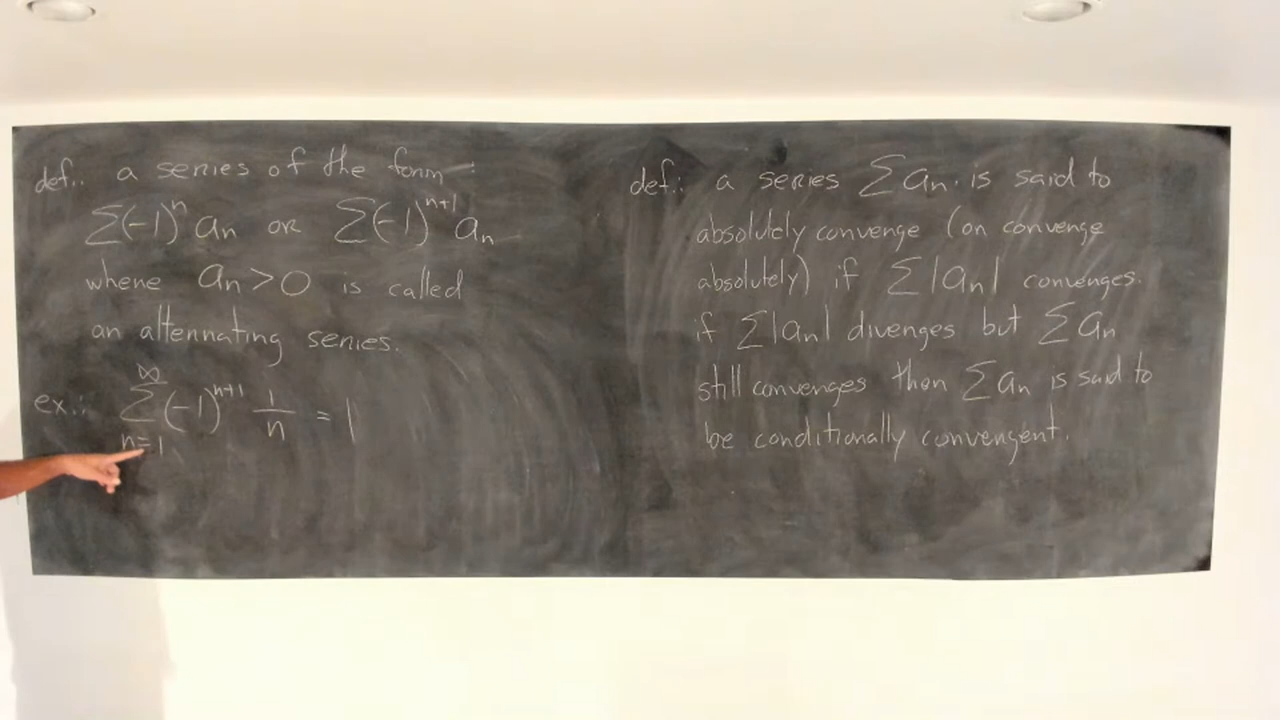 def.: a series of the form:
∑(-1)ⁿ aₙ or ∑(-1)ⁿ⁺¹ aₙ
where aₙ > 0 is called
an alternating series.
ex.: ∑_{n=1}^{∞} (-1)ⁿ⁺¹ 1/n = 1
def.: a series ∑aₙ is said to
absolutely converge (or converge
absolutely) if ∑|aₙ| converges.
if ∑|aₙ| diverges but ∑aₙ
still converges then ∑aₙ is said to
be conditionally convergent.